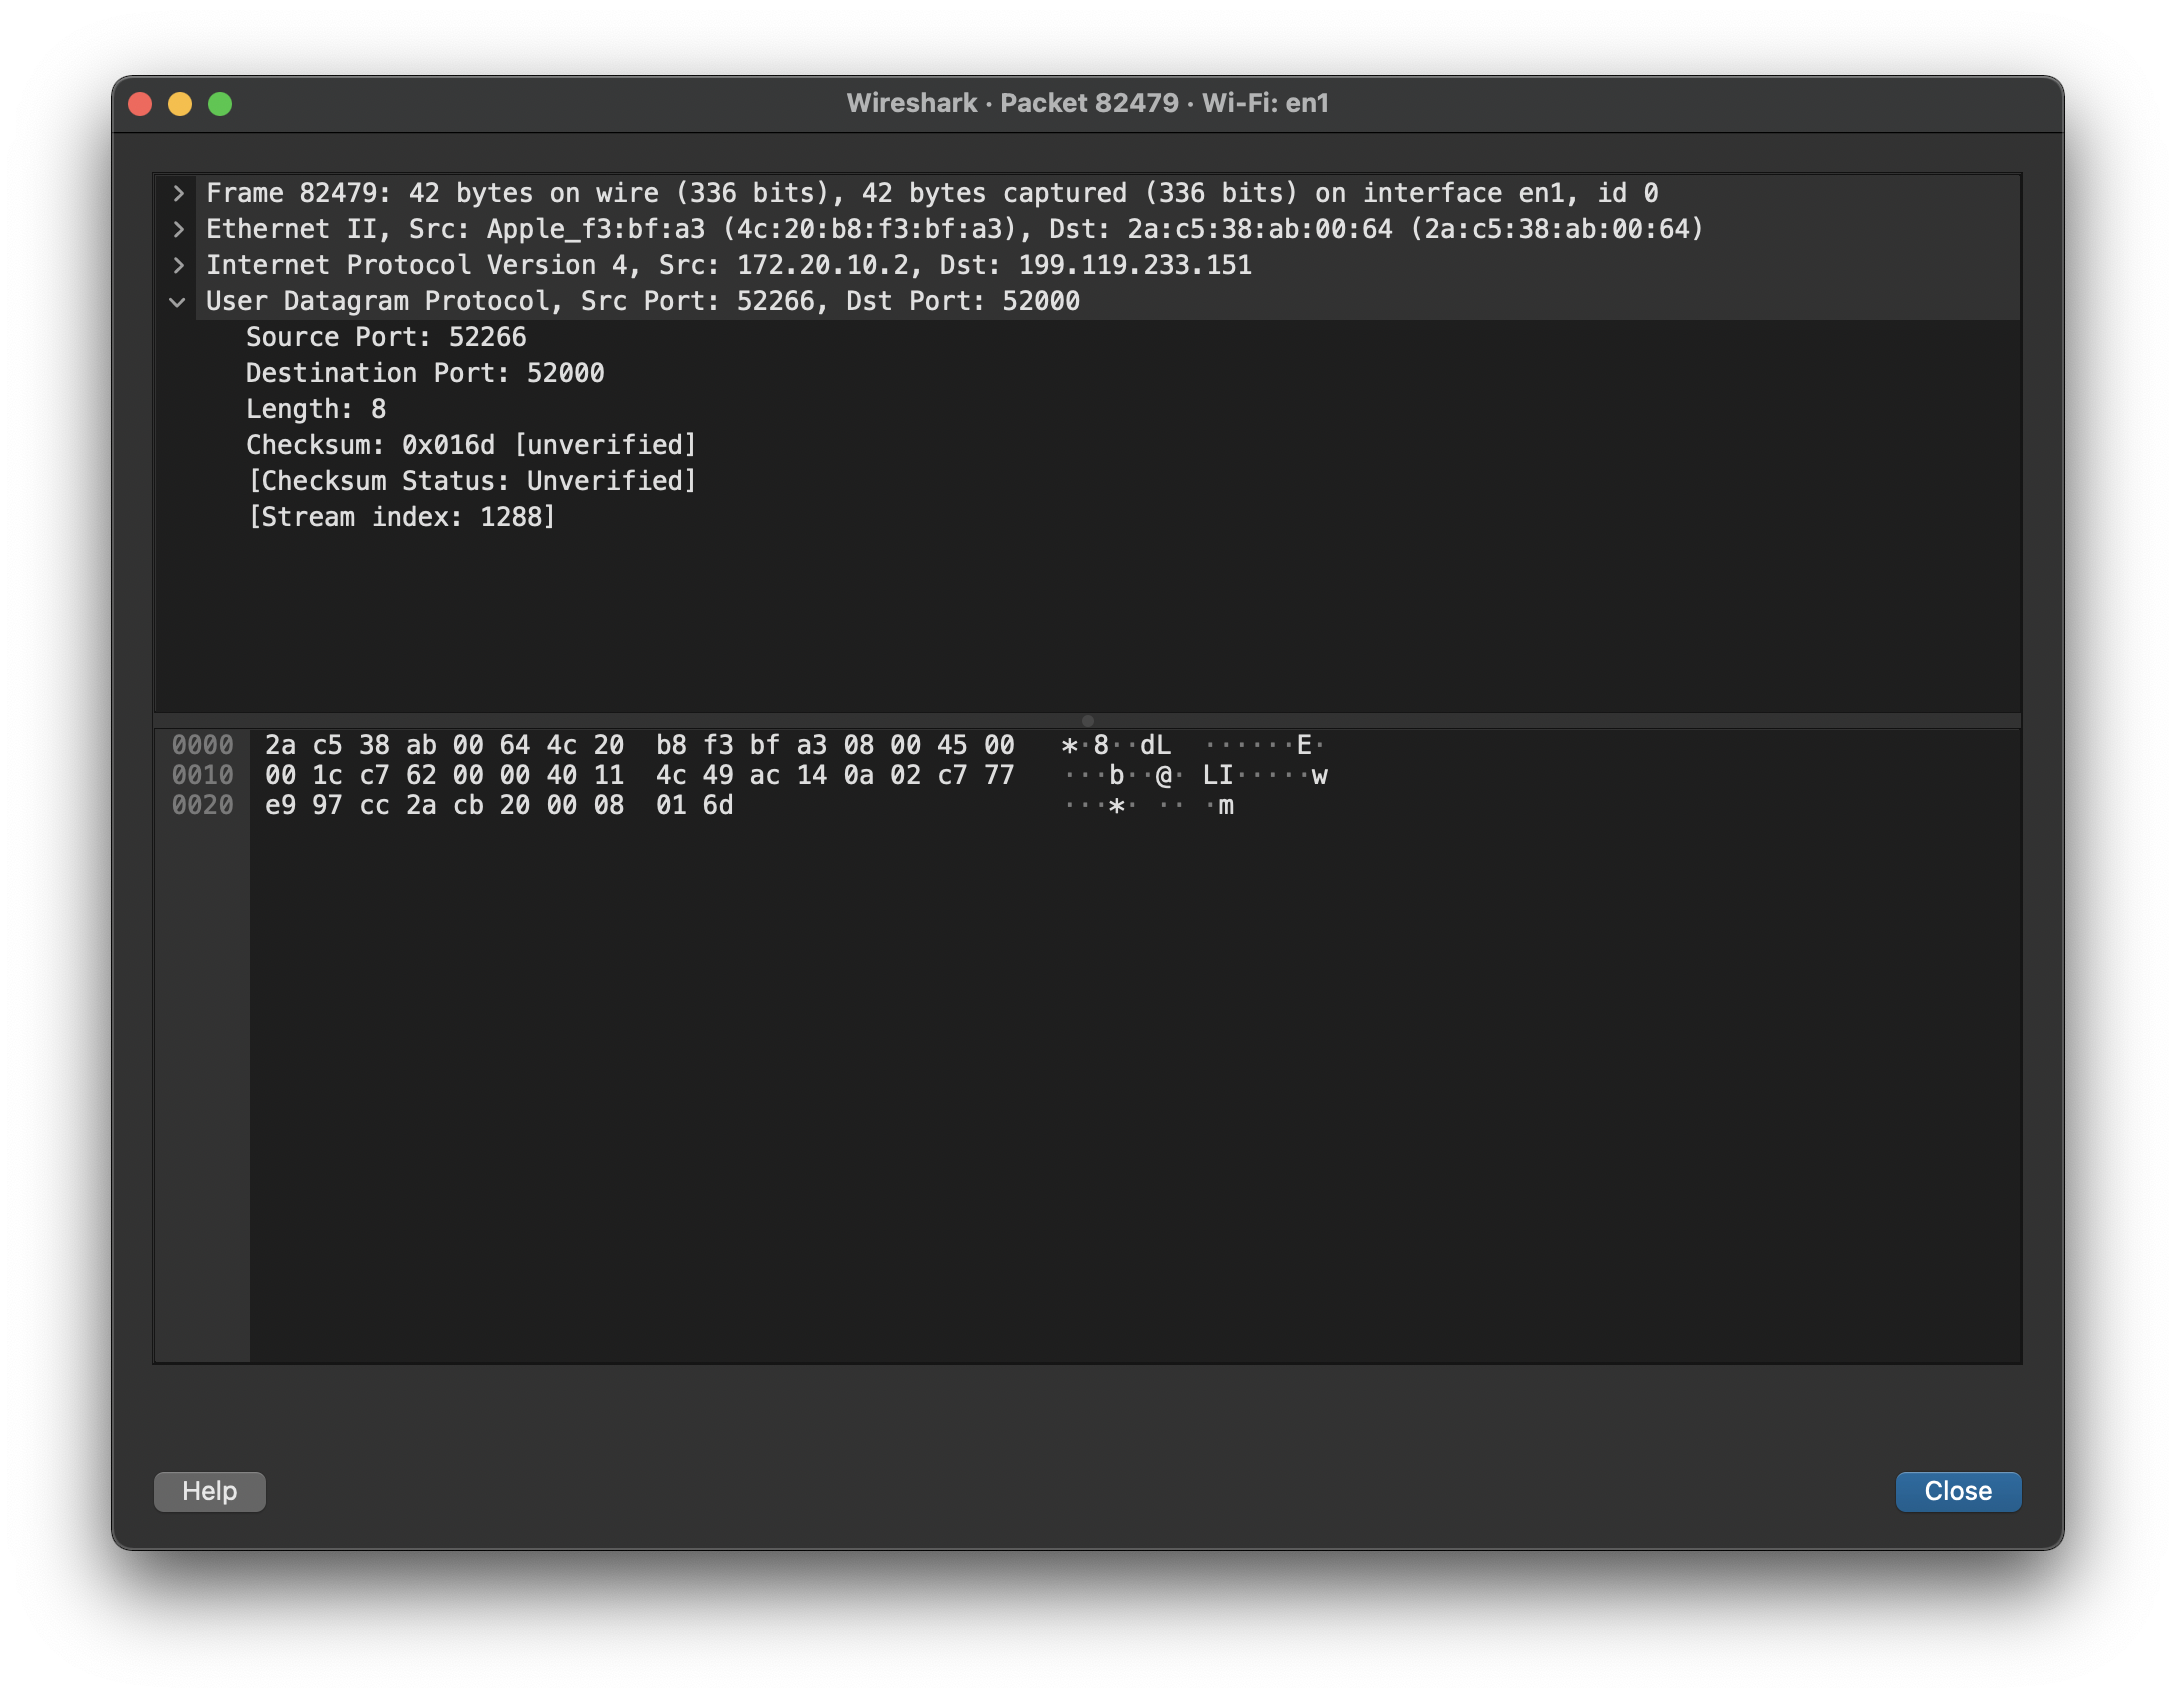 Wireshark · Packet 82479 · Wi-Fi: en1
Frame 82479: 42 bytes on wire (336 bits), 42 bytes captured (336 bits) on interface en1, id 0
Ethernet II, Src: Apple_f3:bf:a3 (4c:20:b8:f3:bf:a3), Dst: 2a:c5:38:ab:00:64 (2a:c5:38:ab:00:64)
Internet Protocol Version 4, Src: 172.20.10.2, Dst: 199.119.233.151
User Datagram Protocol, Src Port: 52266, Dst Port: 52000
Source Port: 52266
Destination Port: 52000
Length: 8
Checksum: 0x016d [unverified]
[Checksum Status: Unverified]
[Stream index: 1288]
0000 2a c5 38 ab 00 64 4c 20 b8 f3 bf a3 08 00 45 00 *·8··dL ······E·
0010 00 1c c7 62 00 00 40 11 4c 49 ac 14 0a 02 c7 77 ···b··@· LI·····w
0020 e9 97 cc 2a cb 20 00 08 01 6d ···*· ·· ·m
Help
Close